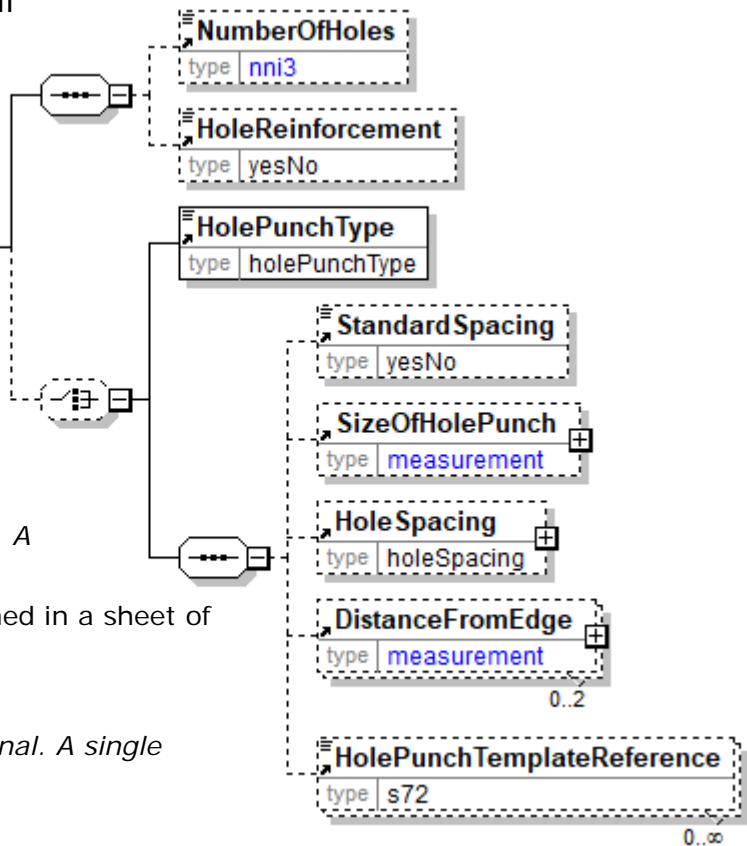 NumberOfHoles
type nni3
HoleReinforcement
type yesNo
HolePunchType
type holePunchType
StandardSpacing
type yesNo
SizeOfHolePunch
type measurement
HoleSpacing
type holeSpacing
A
DistanceFromEdge
ned in a sheet of
type measurement
0..2
nal. A single
HolePunchTemplateReference
type s72
0..∞